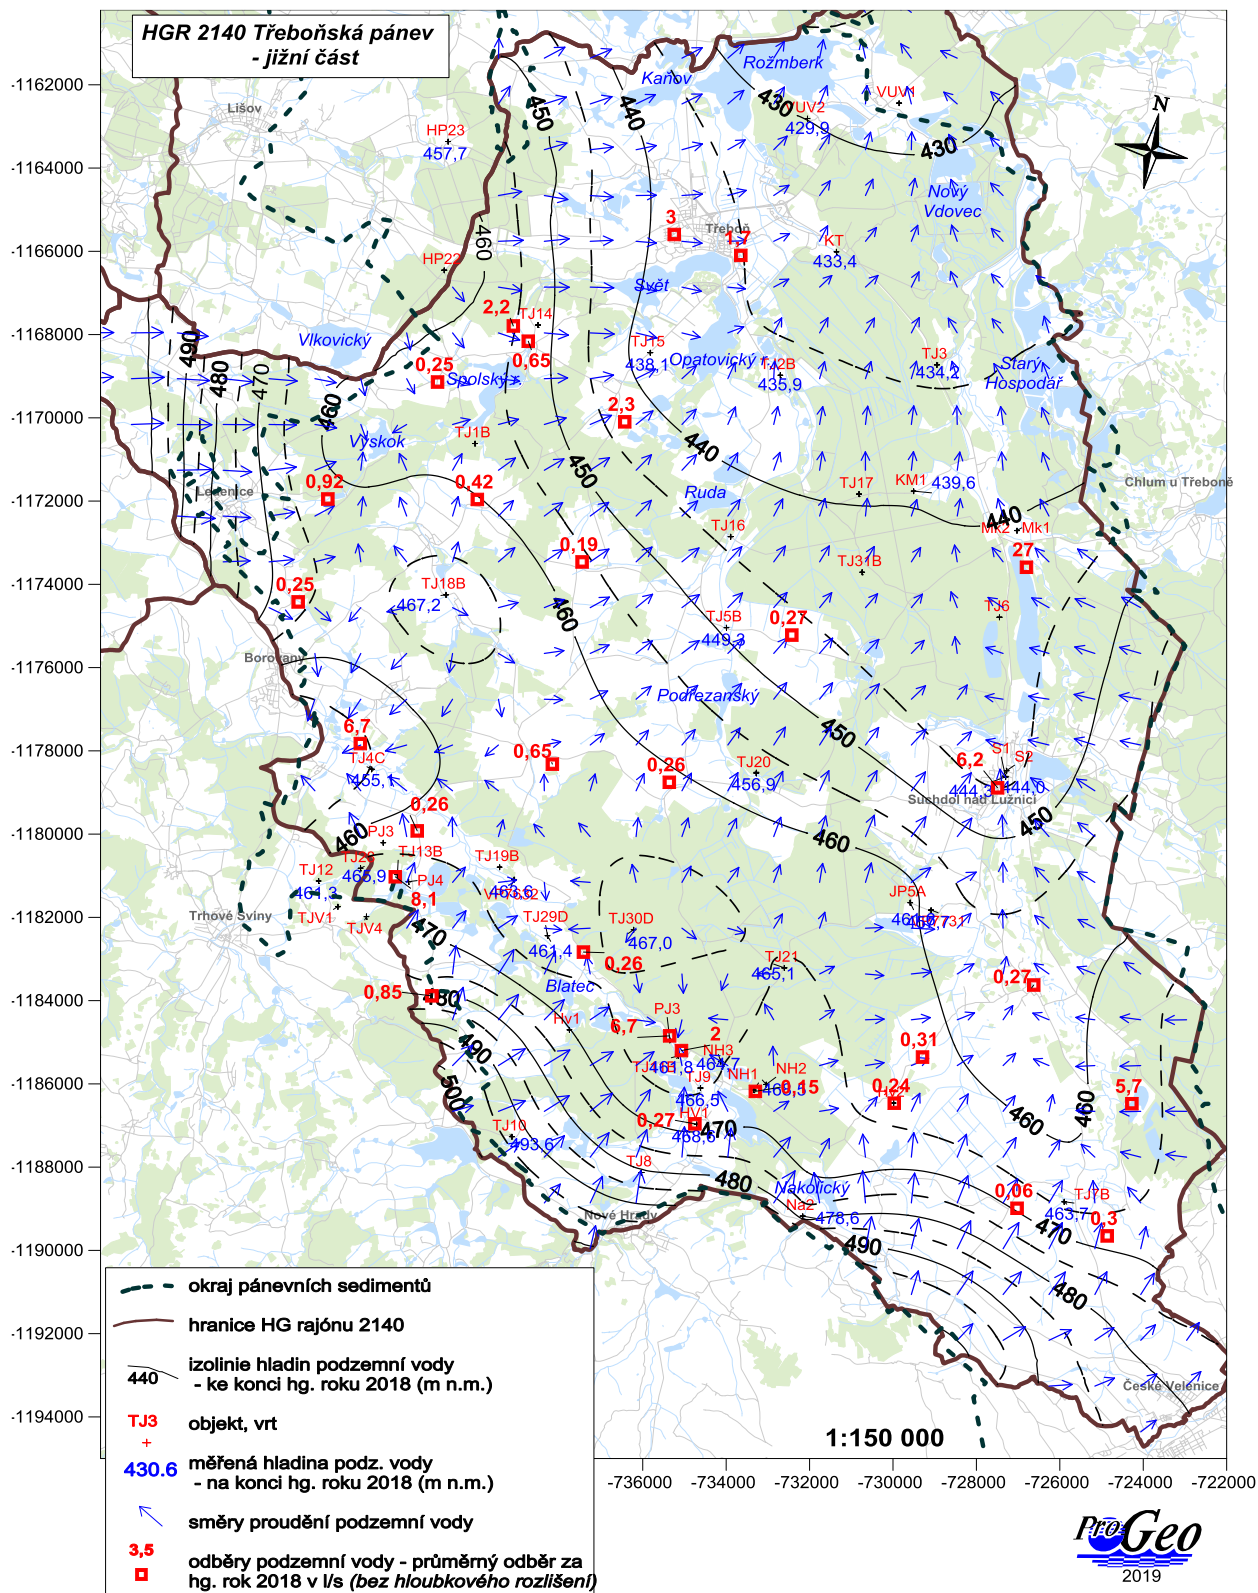 HGR 2140 Třeboňská pánev
- jižní část
-1162000
-1164000
-1166000
-1168000
-1170000
-1172000
-1174000
-1176000
-1178000
-1180000
-1182000
-1184000
-1186000
-1188000
-1190000
-1192000
-1194000
Lišov
HP23
457,7
450
440
Kaňov
Rožmberk
430
VUV2
429,9
VUV1
430
N
Nový
Vdovec
460
3
Třeboň
1,7
KT
433,4
HP22
Svět
2,2
TJ14
0,65
Vlkovický
490
480
470
0,25
Spolský r.
TJ15
438,1
Opatovický r.
TJ2B
435,9
TJ3
434,2
Starý
Hospodář
460
2,3
Výskok
TJ1B
440
450
Ledenice
0,92
0,42
Ruda
TJ17
KM1
439,6
Chlum u Třeboně
440
TJ16
Mk2
Mk1
27
0,19
TJ31B
0,25
TJ18B
467,2
460
TJ5B
449,3
0,27
TJ6
Borovany
Podřezanský
6,7
TJ4C
455,1
450
0,65
0,26
TJ20
456,9
6,2
S1
S2
444,3
444,0
Suchdol nad Lužnicí
450
0,26
460
PJ3
TJ13B
460
TJ12
461,3
465,9
PJ4
8,1
TJ19B
463,6
JP5A
TJV1
TJV4
Trhové Sviny
470
TJ29D
461,4
TJ30D
467,0
0,26
TJ21
465,1
0,27
Blatec
0,85
480
Hv1
6,7
PJ3
2
NH3
464,7
461,8
0,31
490
500
TJ9
466,5
NH1
NH2
0,15
0,24
5,7
460
460
0,27
HV1
468,6
470
TJ10
493,6
TJ8
480
Nakolický
Na2
478,6
0,06
TJ7B
463,7
0,3
470
Nové Hrady
490
480
České Velenice
okraj pánevních sedimentů
hranice HG rajónu 2140
440
izolinie hladin podzemní vody
- ke konci hg. roku 2018 (m n.m.)
TJ3
objekt, vrt
430.6
měřená hladina podz. vody
- na konci hg. roku 2018 (m n.m.)
směry proudění podzemní vody
3,5
odběry podzemní vody - průměrný odběr za
hg. rok 2018 v l/s (bez hloubkového rozlišení)
1:150 000
-736000
-734000
-732000
-730000
-728000
-726000
-724000
-722000
ProGeo
2019